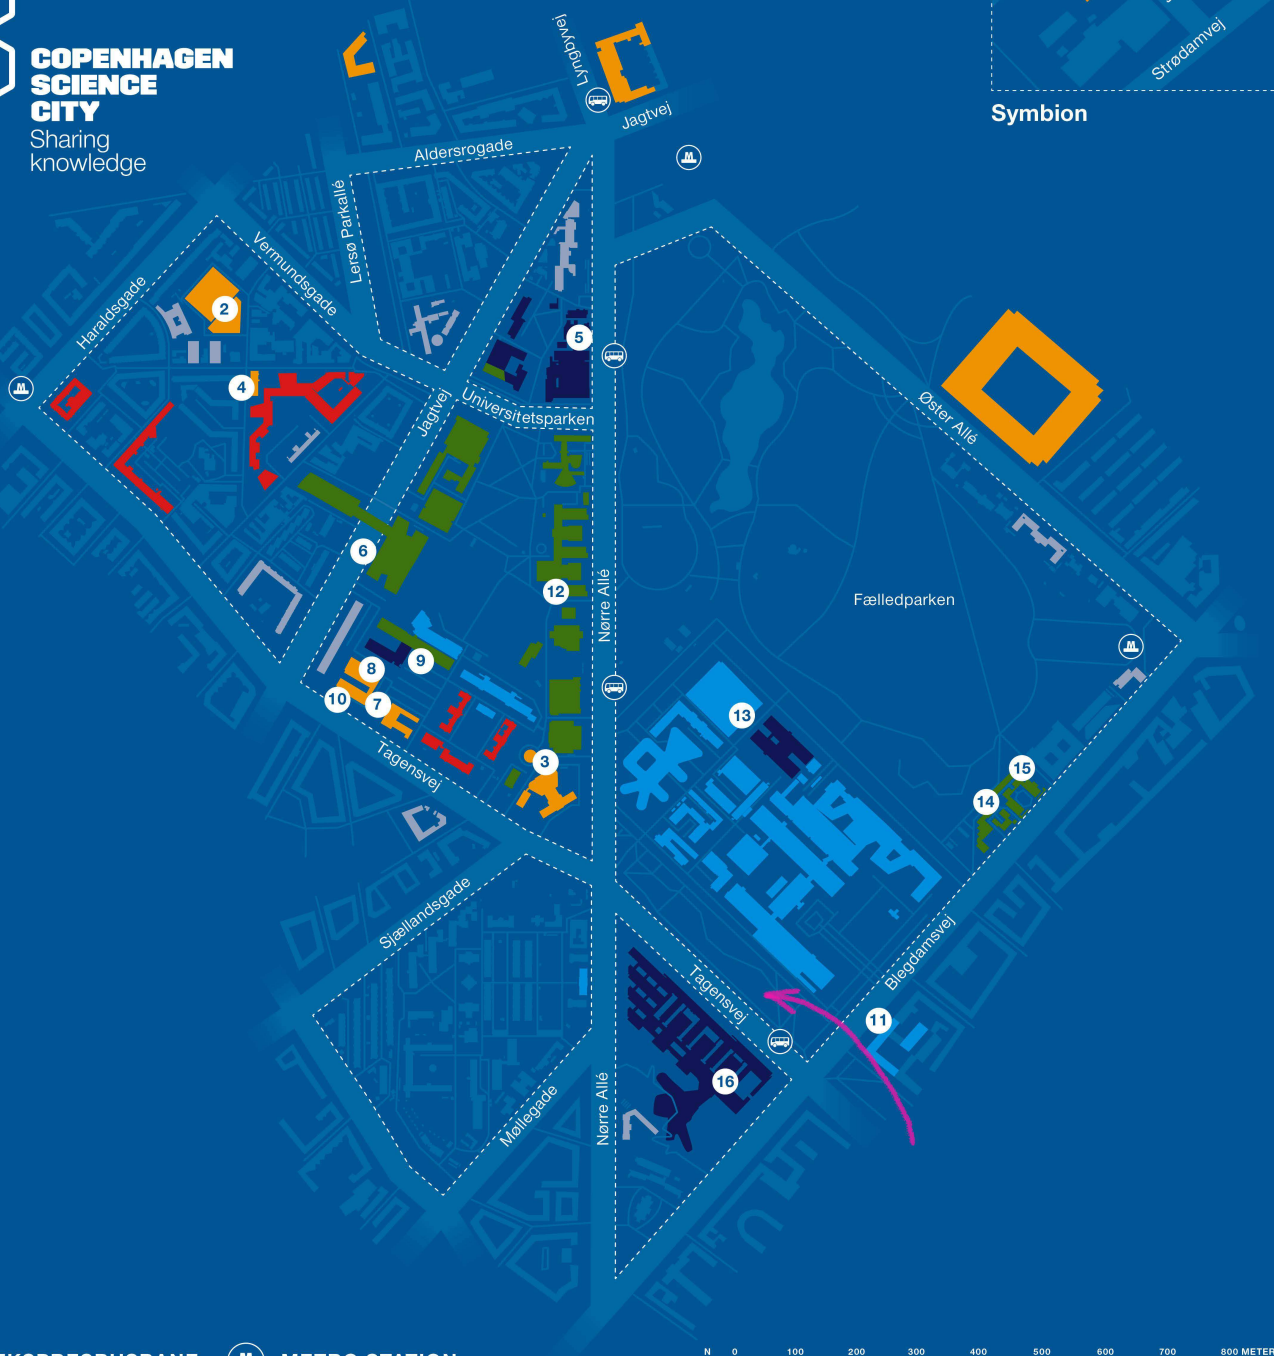 COPENHAGEN
SCIENCE
CITY
Sharing
knowledge
Lyngbyvej
Jagtvej
Strødamvej
Symbion
Aldersrogade
Lersø Parkallé
Vermundsgade
Haraldsgade
2
5
4
Jagtvej
Universitetsparken
Øster Allé
6
12
Nørre Allé
Fælledparken
9
8
10
7
13
3
Tagensvej
15
14
Sjællandsgade
Blegdamsvej
Tagensvej
11
16
Nørre Allé
Møllegade
METRO STATION
N 0 100 200 300 400 500 600 700 800 METER